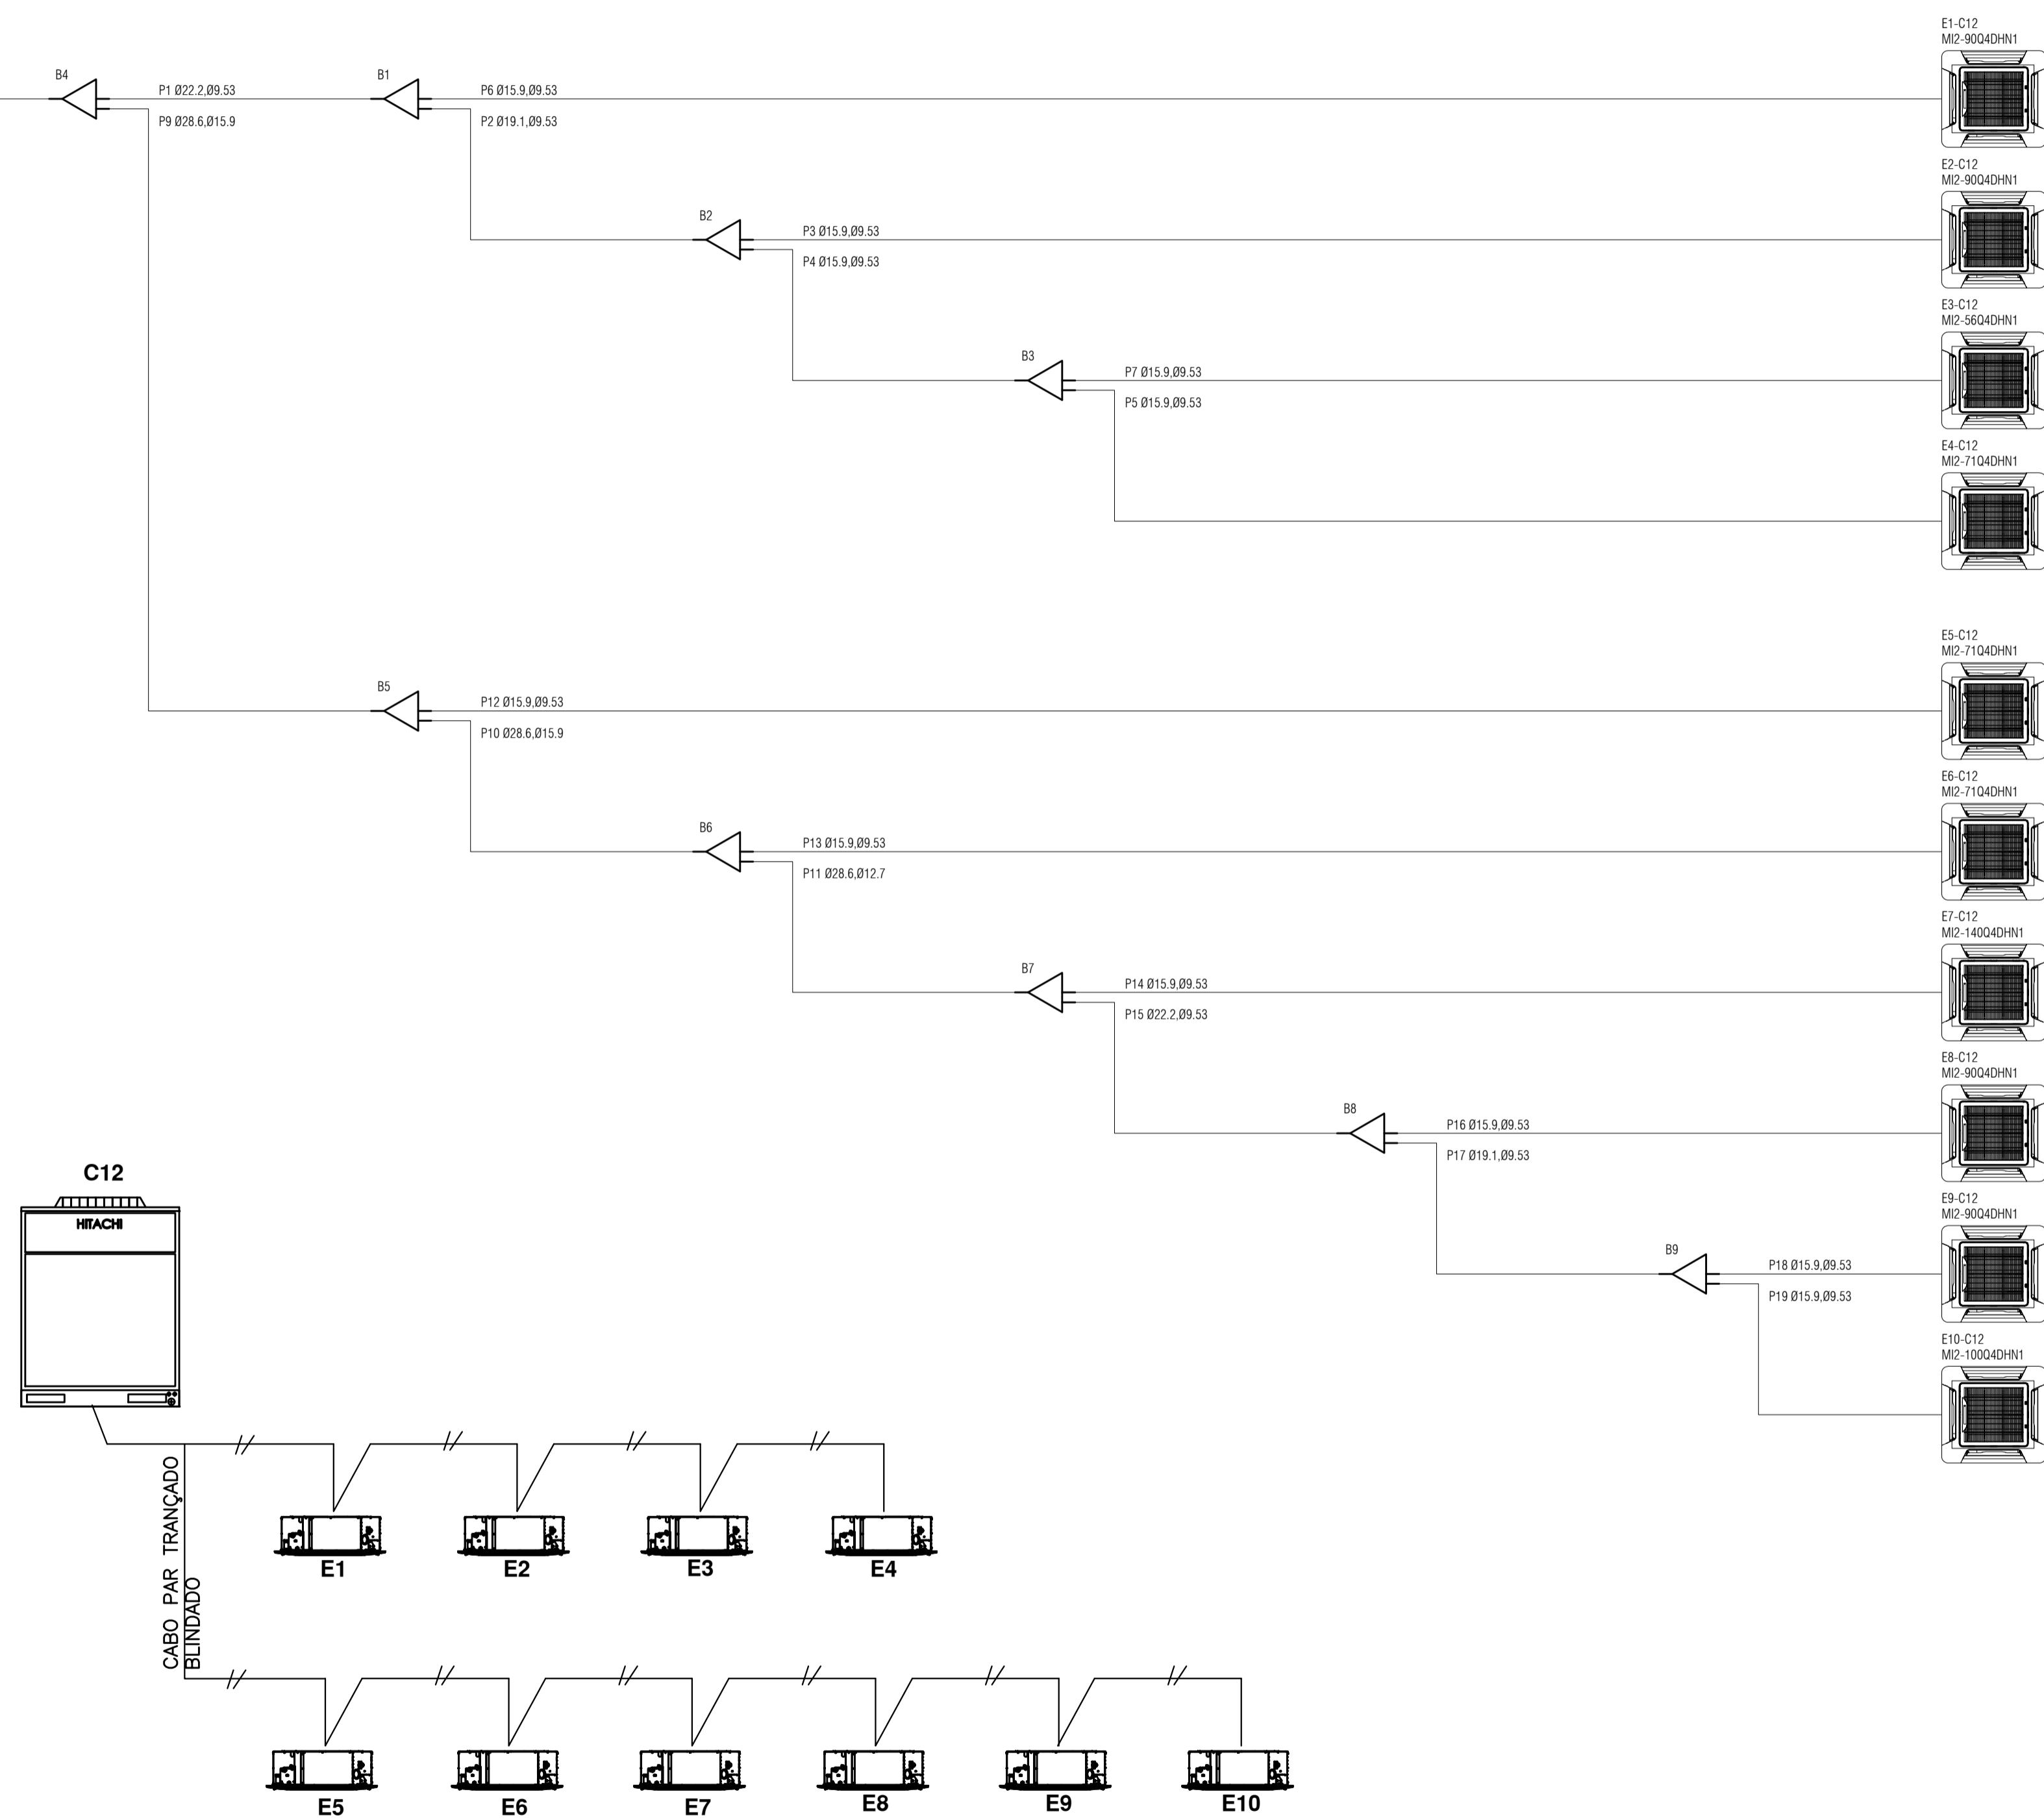 E1-C12
MI2-90Q4DHN1
B4
P1 Ø22.2,Ø9.53
P9 Ø28.6,Ø15.9
B1
P6 Ø15.9,Ø9.53
P2 Ø19.1,Ø9.53
E2-C12
MI2-90Q4DHN1
B2
P3 Ø15.9,Ø9.53
P4 Ø15.9,Ø9.53
E3-C12
MI2-56Q4DHN1
B3
P7 Ø15.9,Ø9.53
P5 Ø15.9,Ø9.53
E4-C12
MI2-71Q4DHN1
E5-C12
MI2-71Q4DHN1
B5
P12 Ø15.9,Ø9.53
P10 Ø28.6,Ø15.9
E6-C12
MI2-71Q4DHN1
B6
P13 Ø15.9,Ø9.53
P11 Ø28.6,Ø12.7
E7-C12
MI2-140Q4DHN1
B7
P14 Ø15.9,Ø9.53
P15 Ø22.2,Ø9.53
E8-C12
MI2-90Q4DHN1
B8
P16 Ø15.9,Ø9.53
P17 Ø19.1,Ø9.53
E9-C12
MI2-90Q4DHN1
B9
P18 Ø15.9,Ø9.53
P19 Ø15.9,Ø9.53
E10-C12
MI2-100Q4DHN1
C12
HITACHI
CABO PAR TRANÇADO
BLINDADO
E1
E2
E3
E4
E5
E6
E7
E8
E9
E10